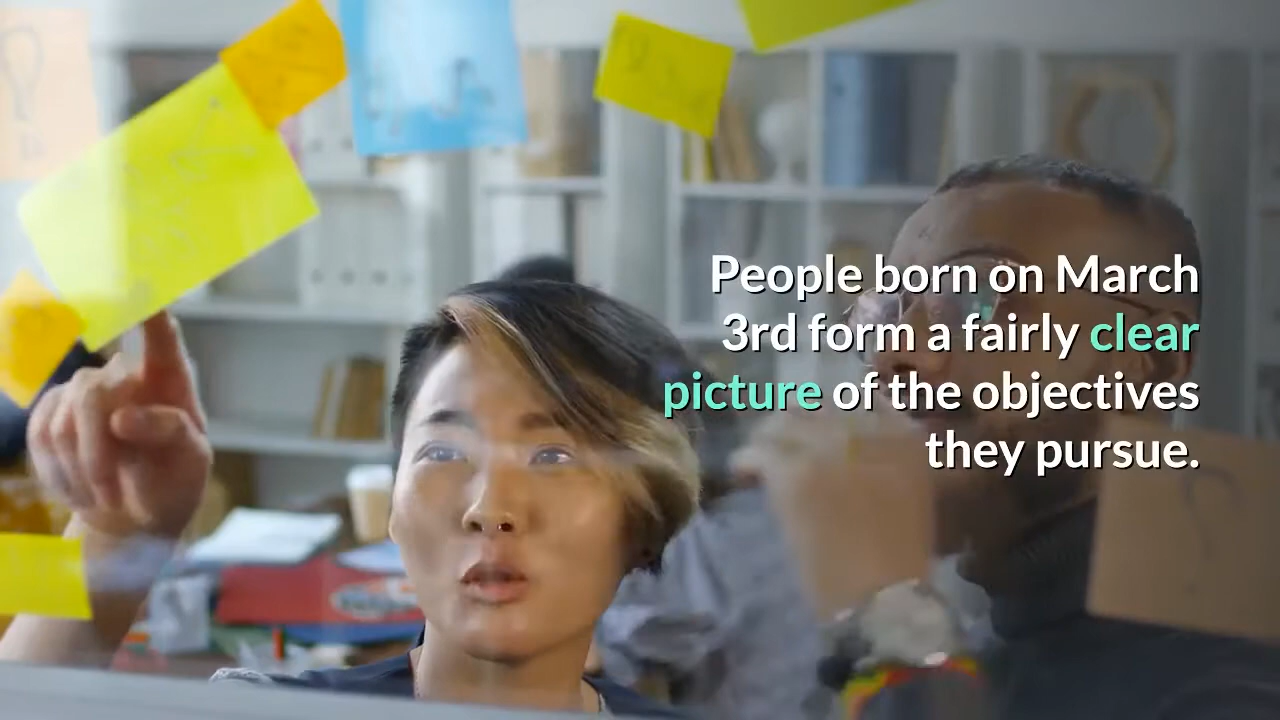 People born on March
3rd form a fairly clear
picture of the objectives
they pursue.